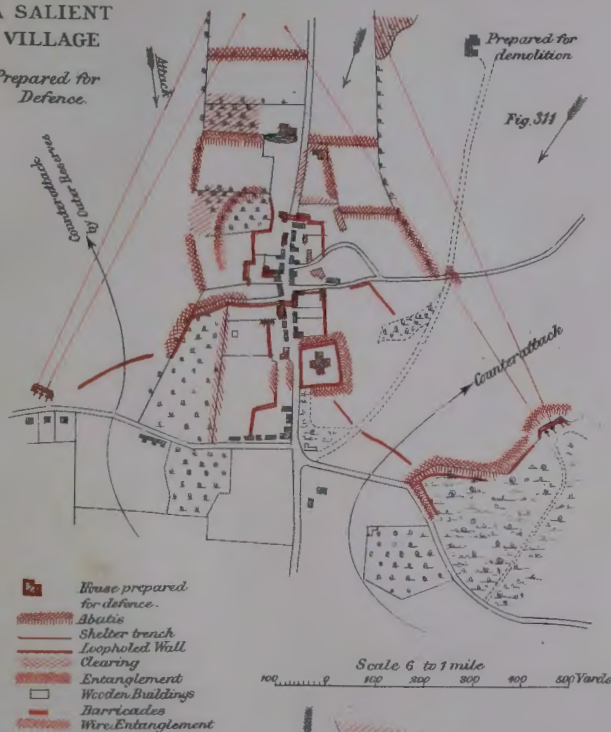 A SALIENT
VILLAGE
Prepared for
Defence.
Attack
Prepared for
demolition
Fig. 311
Counterattack
by Outer Reserves
Counterattack
House prepared
for defence.
Abatis
Shelter trench
Loopholed Wall
Clearing
Entanglement
Wooden Buildings
Barricades
Wire Entanglement
Scale 6 to 1 mile
100 0 100 200 300 400 500 Yards